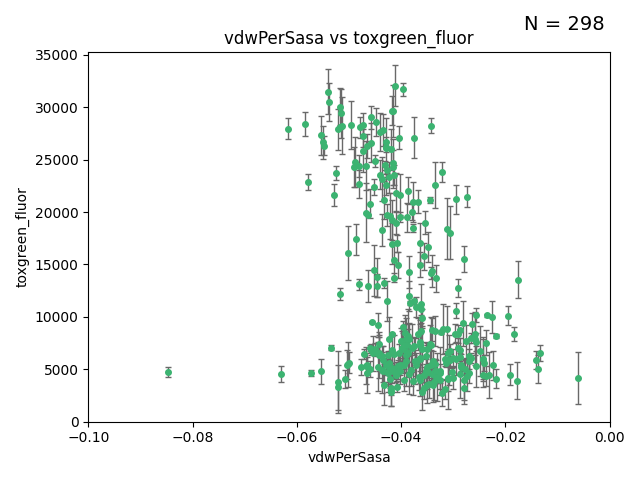 N = 298
vdwPerSasa vs toxgreen_fluor
35000
30000
25000
20000
15000
10000
5000
0
toxgreen_fluor
−0.10 −0.08 −0.06 −0.04 −0.02 0.00
vdwPerSasa